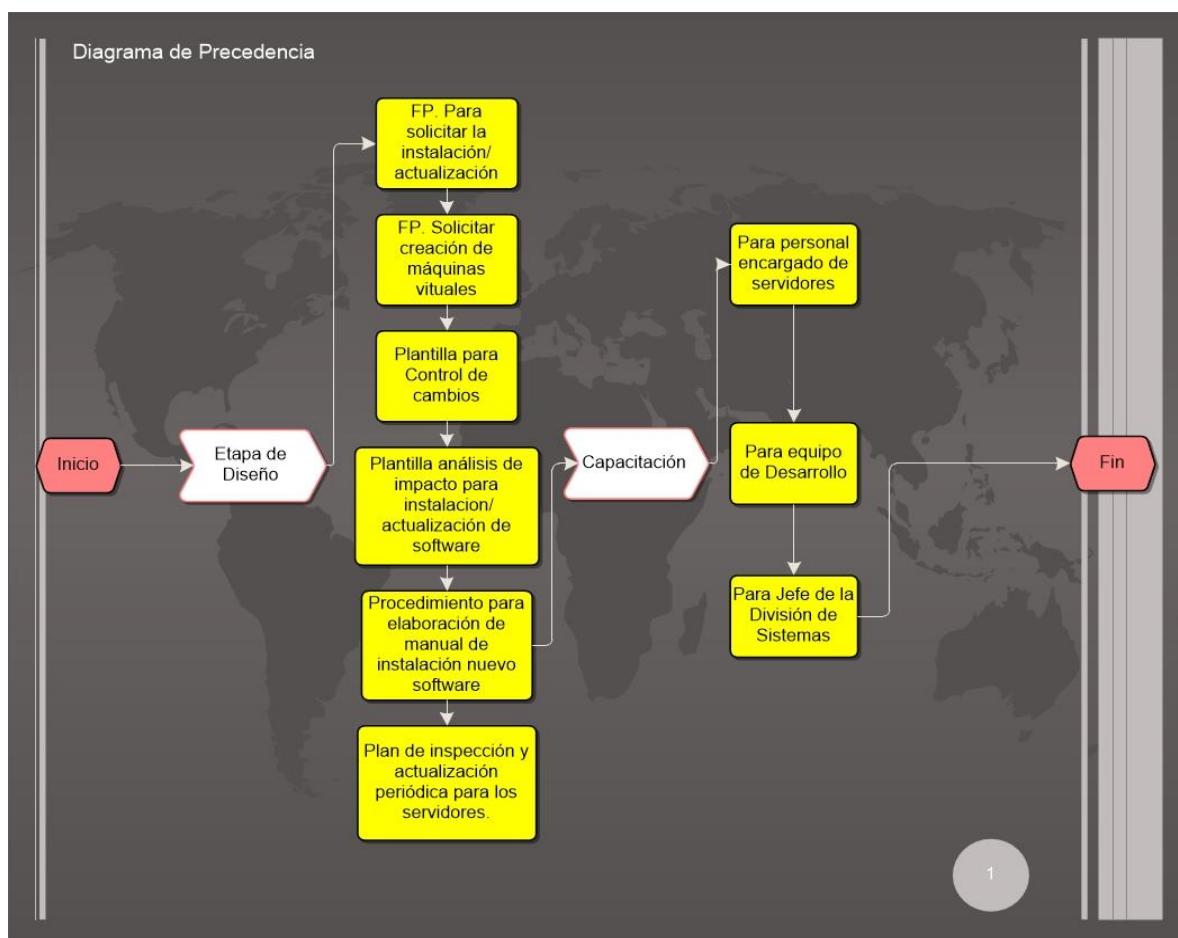 Diagrama de Precedencia
FP. Para
solicitar la
instalación/
actualización
FP. Solicitar
creación de
máquinas
vituales
Plantilla para
Control de
cambios
Plantilla análisis de
impacto para
instalacion/
actualización de
software
Procedimiento para
elaboración de
manual de
instalación nuevo
software
Plan de inspección y
actualización
periódica para los
servidores.
Inicio
Etapa de
Diseño
Capacitación
Para personal
encargado de
servidores
Para equipo
de Desarrollo
Para Jefe de la
División de
Sistemas
Fin
1